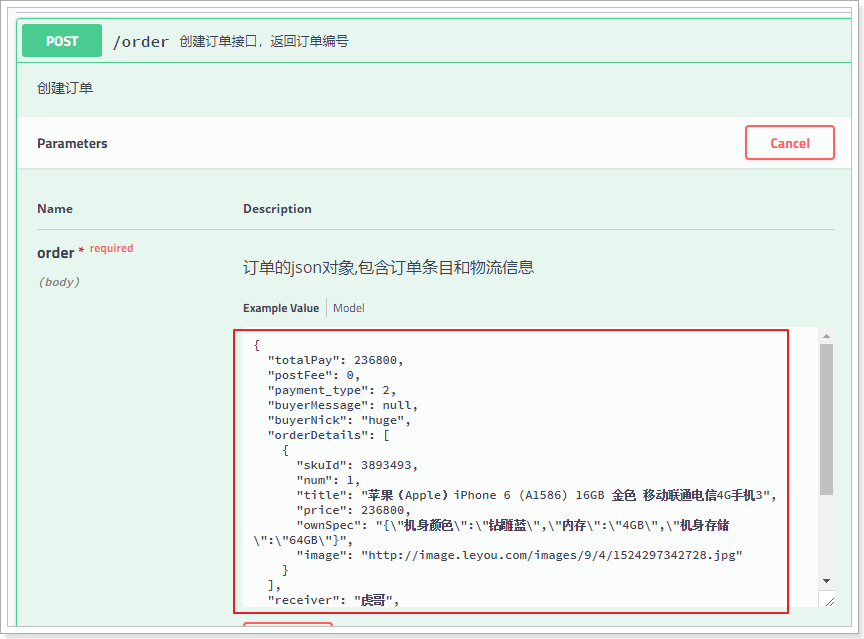 POST /order 创建订单接口，返回订单编号
创建订单
Parameters Cancel
Name Description
order * required
(body)
订单的json对象,包含订单条目和物流信息
Example Value Model
{
"totalPay": 236800,
"postFee": 0,
"payment_type": 2,
"buyerMessage": null,
"buyerNick": "huge",
"orderDetails": [
{
"skuId": 3893493,
"num": 1,
"title": "苹果（Apple）iPhone 6 (A1586) 16GB 金色 移动联通电信4G手机3",
"price": 236800,
"ownSpec": "{\"机身颜色\":\"钻雕蓝\",\"内存\":\"4GB\",\"机身存储
\":\"64GB\"}",
"image": "http://image.leyou.com/images/9/4/1524297342728.jpg"
}
],
"receiver": "虎哥",